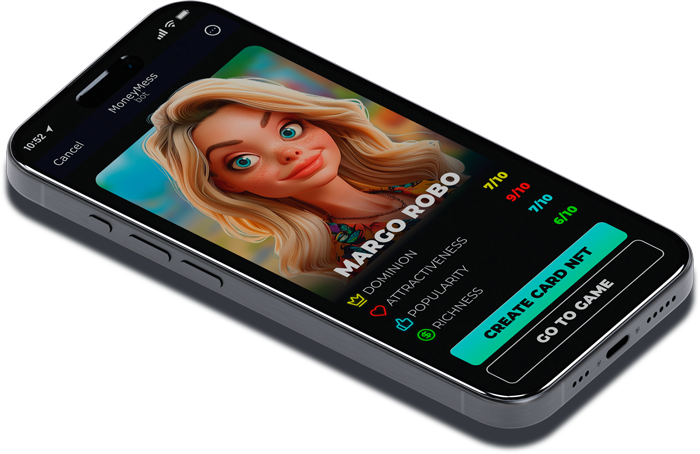 10:52
Cancel
MoneyMess
bot
MARGO ROBO
DOMINION 7/10
ATTRACTIVENESS 9/10
POPULARITY 7/10
RICHNESS 6/10
CREATE CARD NFT
GO TO GAME